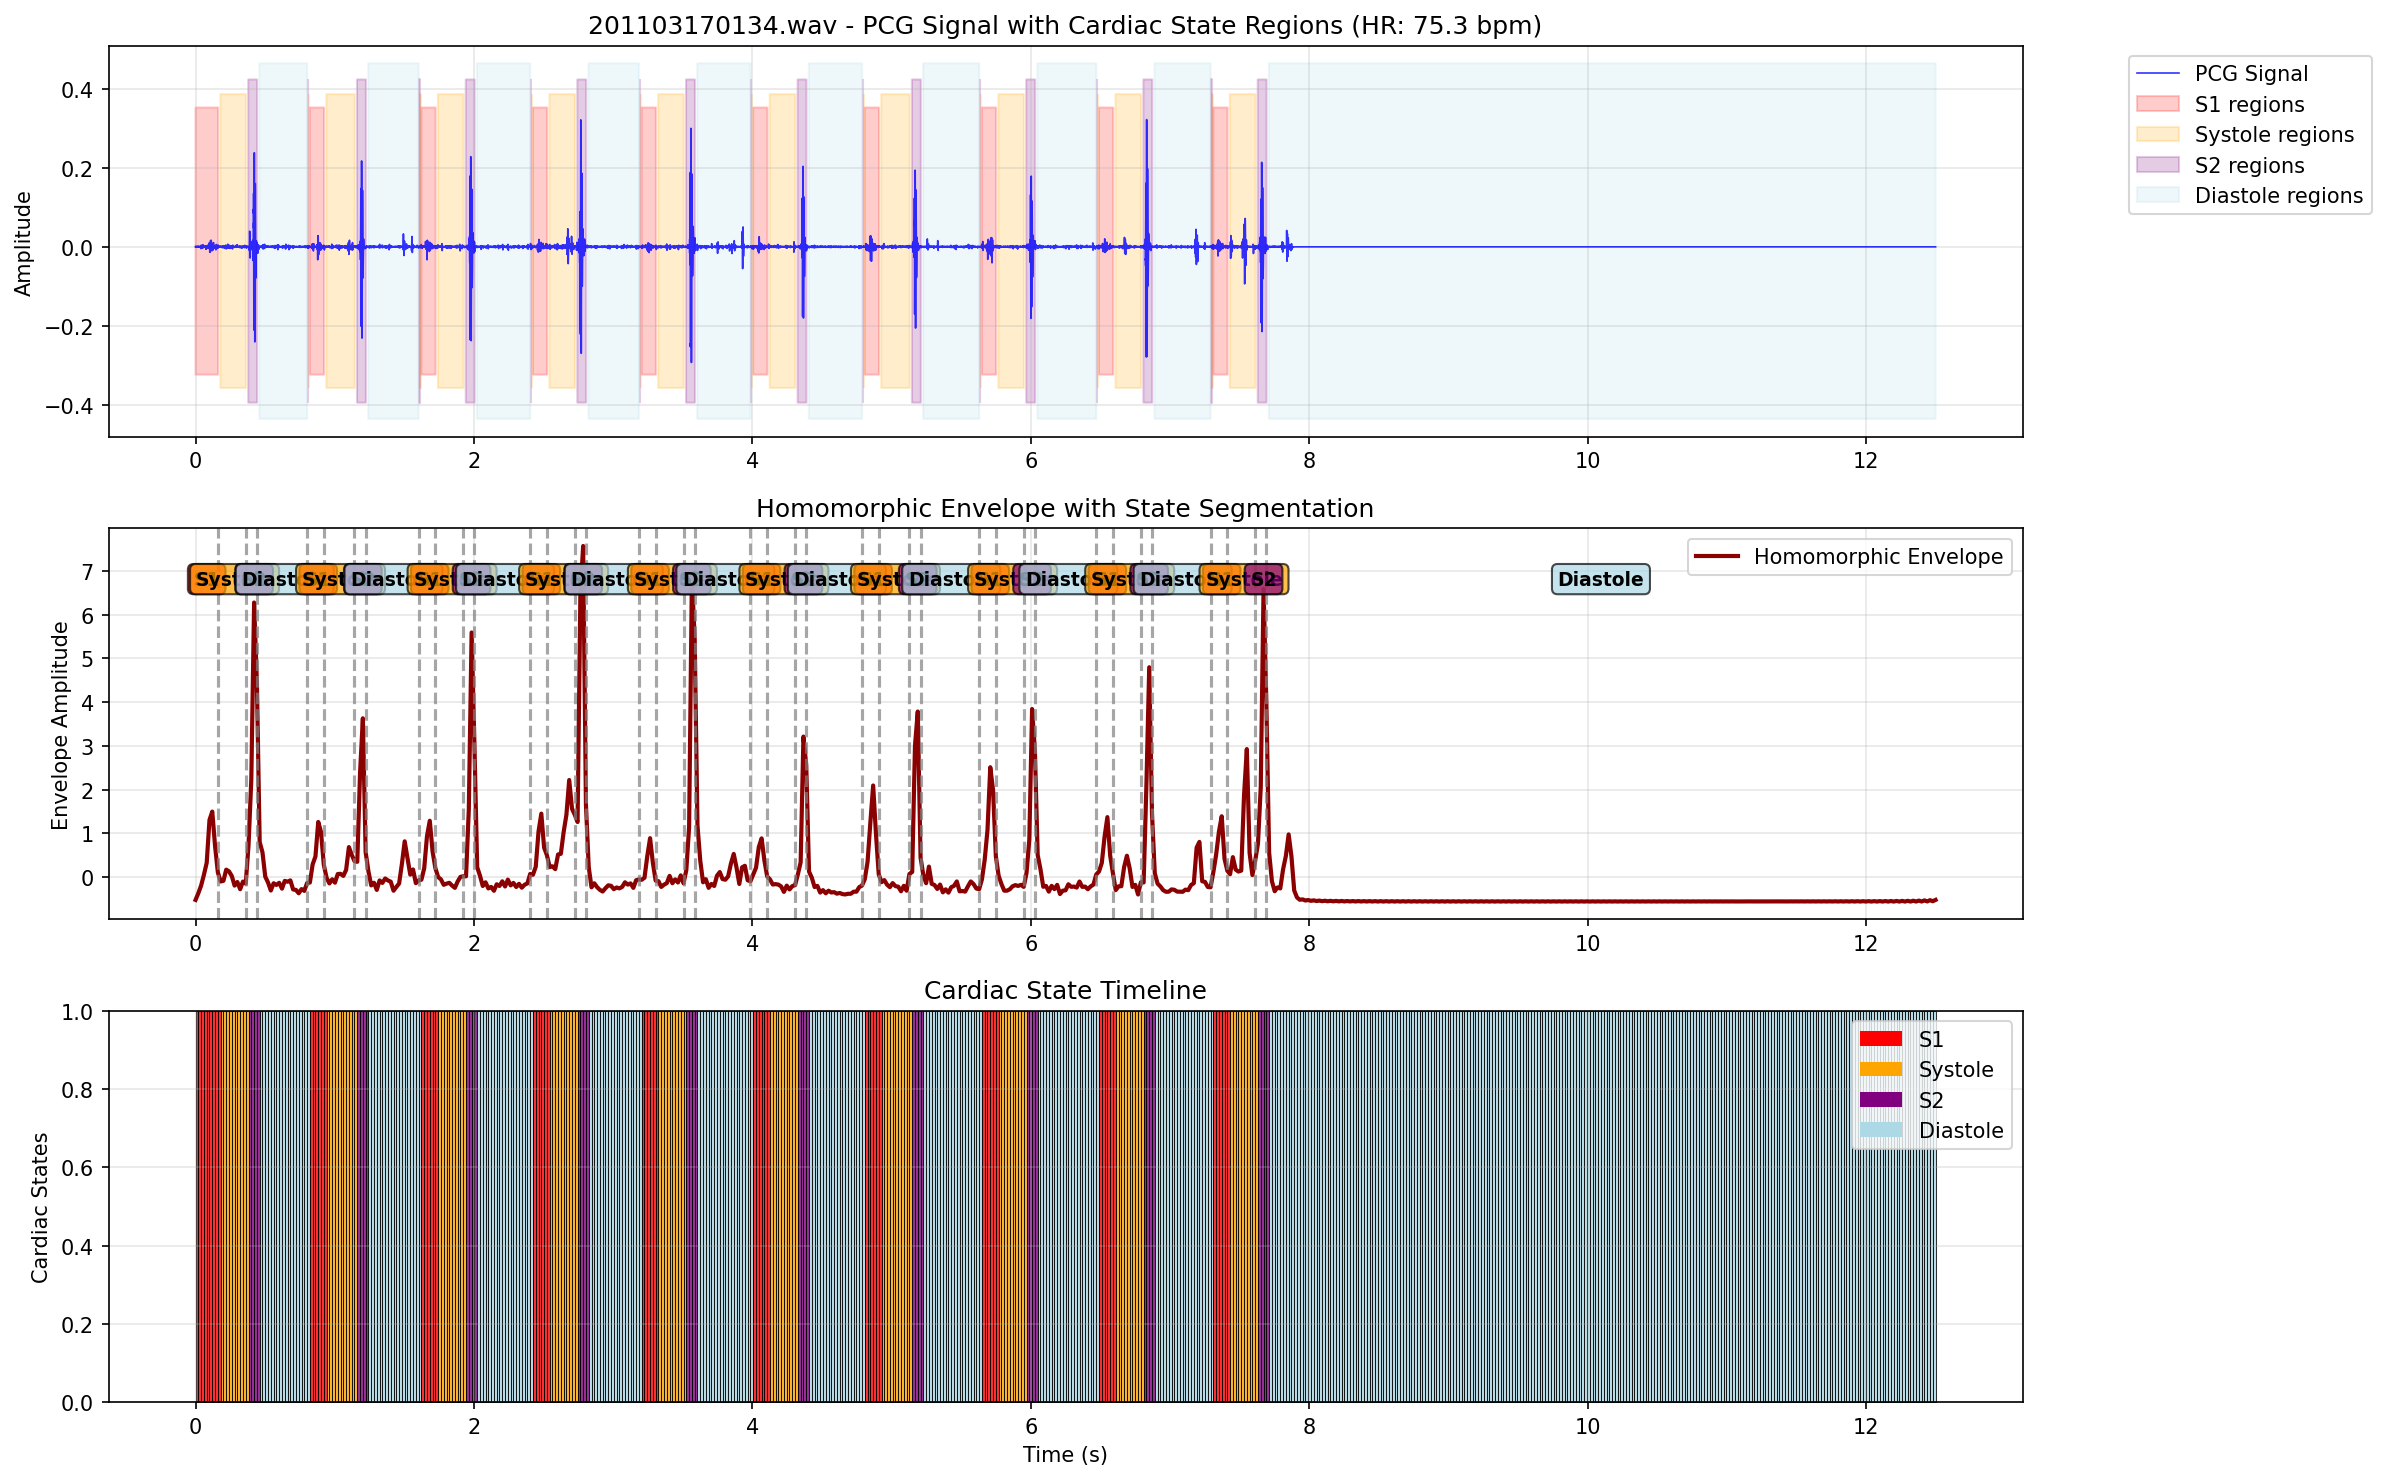 201103170134.wav - PCG Signal with Cardiac State Regions (HR: 75.3 bpm)
Amplitude
0.4
0.2
0.0
−0.2
−0.4
0
2
4
6
8
10
12
PCG Signal
S1 regions
Systole regions
S2 regions
Diastole regions
Homomorphic Envelope with State Segmentation
Envelope Amplitude
7
6
5
4
3
2
1
0
Syst Diast Syst Diast Syst Diast Syst Diast Syst Diast Syst Diast Syst Diast Syst Diast Syst Diast Syst S2 Diastole
Homomorphic Envelope
0
2
4
6
8
10
12
Cardiac State Timeline
Cardiac States
1.0
0.8
0.6
0.4
0.2
0.0
S1
Systole
S2
Diastole
0
2
4
6
8
10
12
Time (s)